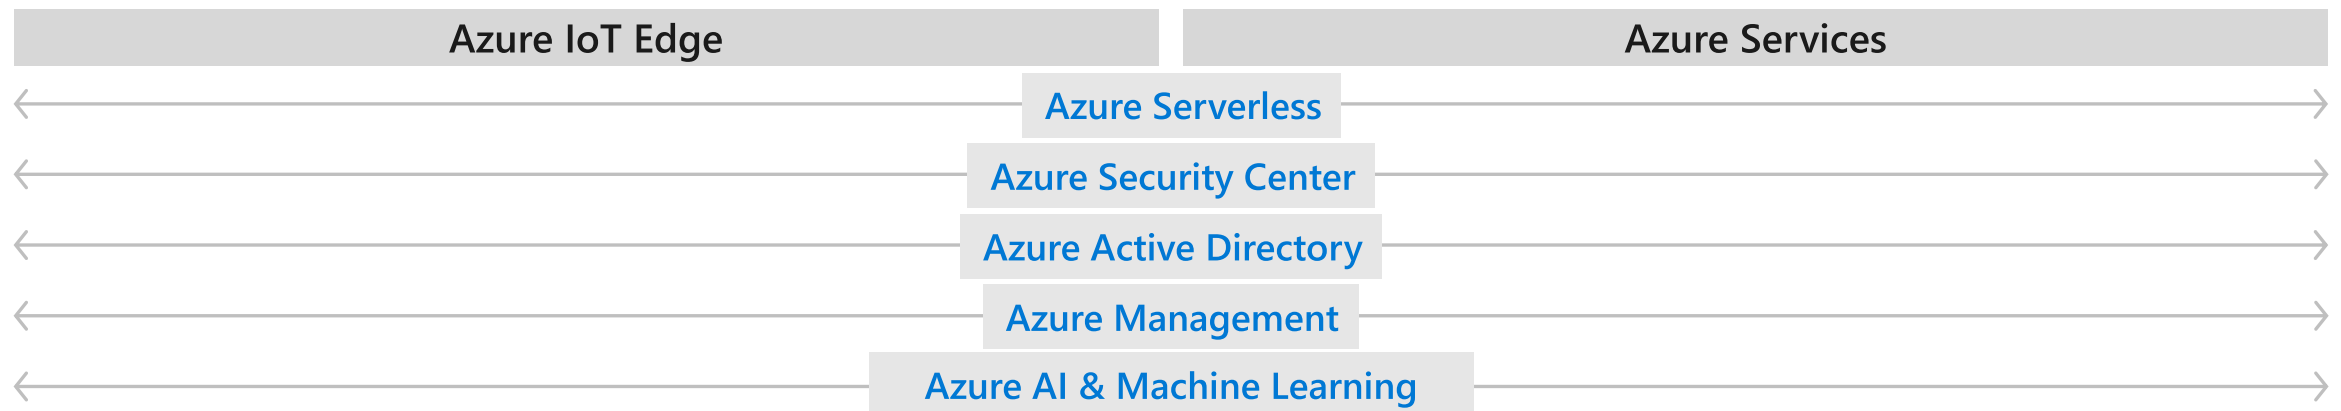 Azure IoT Edge
Azure Services
Azure Serverless
Azure Security Center
Azure Active Directory
Azure Management
Azure AI & Machine Learning